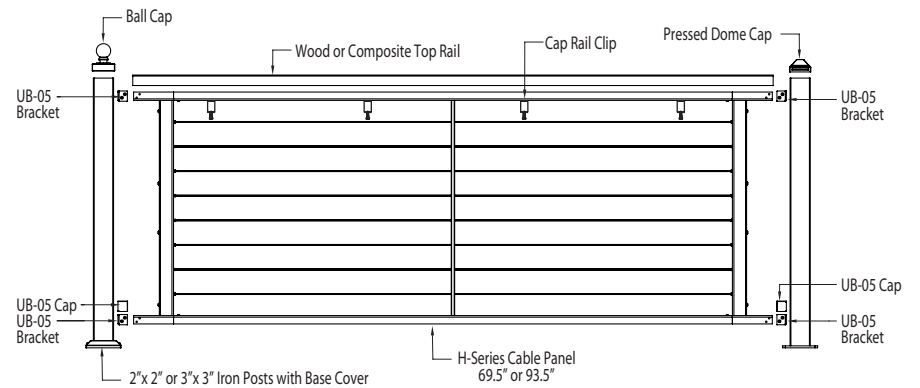 Ball Cap
Wood or Composite Top Rail
Cap Rail Clip
Pressed Dome Cap
UB-05
Bracket
UB-05
Bracket
UB-05 Cap
UB-05
Bracket
UB-05 Cap
UB-05
Bracket
H-Series Cable Panel
69.5" or 93.5"
2"x 2" or 3"x 3" Iron Posts with Base Cover